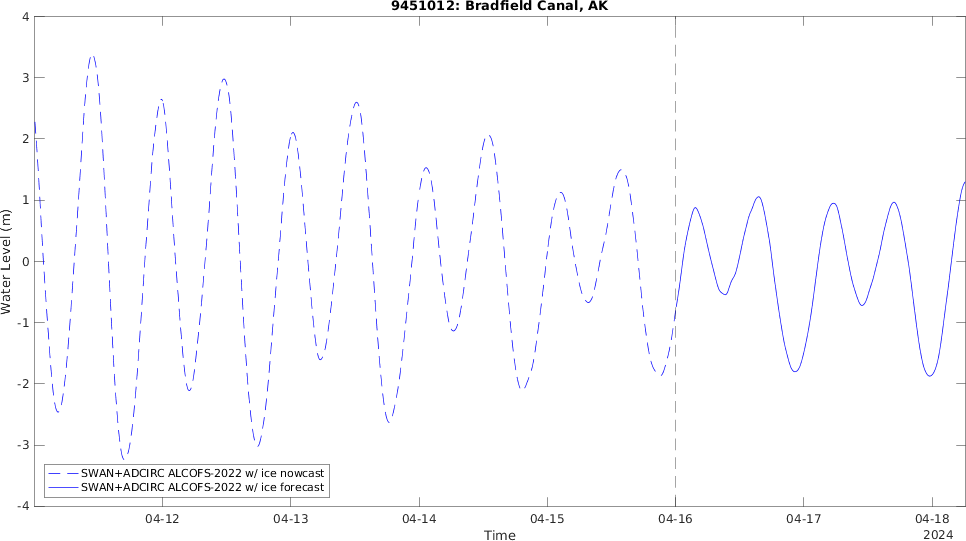 9451012: Bradfield Canal, AK
4
3
2
1
0
-1
-2
-3
-4
Water Level (m)
SWAN+ADCIRC ALCOFS-2022 w/ ice nowcast
SWAN+ADCIRC ALCOFS-2022 w/ ice forecast
04-12 04-13 04-14 04-15 04-16 04-17 04-18
Time
2024